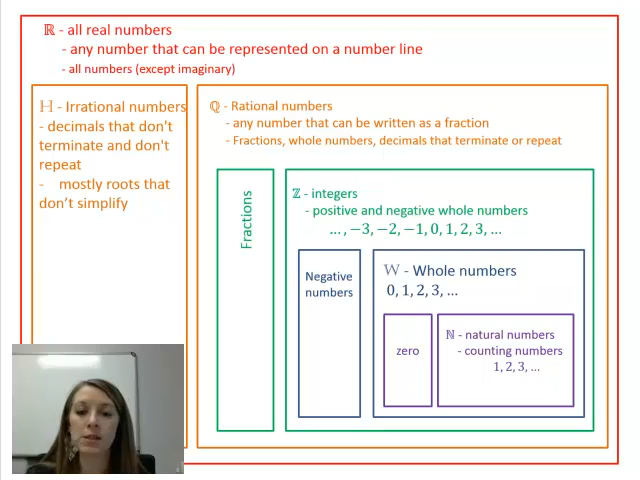 ℝ - all real numbers
- any number that can be represented on a number line
- all numbers (except imaginary)
H - Irrational numbers
- decimals that don't
terminate and don't
repeat
- mostly roots that
don't simplify
ℚ - Rational numbers
- any number that can be written as a fraction
- Fractions, whole numbers, decimals that terminate or repeat
Fractions
ℤ - integers
- positive and negative whole numbers
…, −3, −2, −1, 0, 1, 2, 3, …
Negative
numbers
W - Whole numbers
0, 1, 2, 3, …
zero
ℕ - natural numbers
- counting numbers
1, 2, 3, …